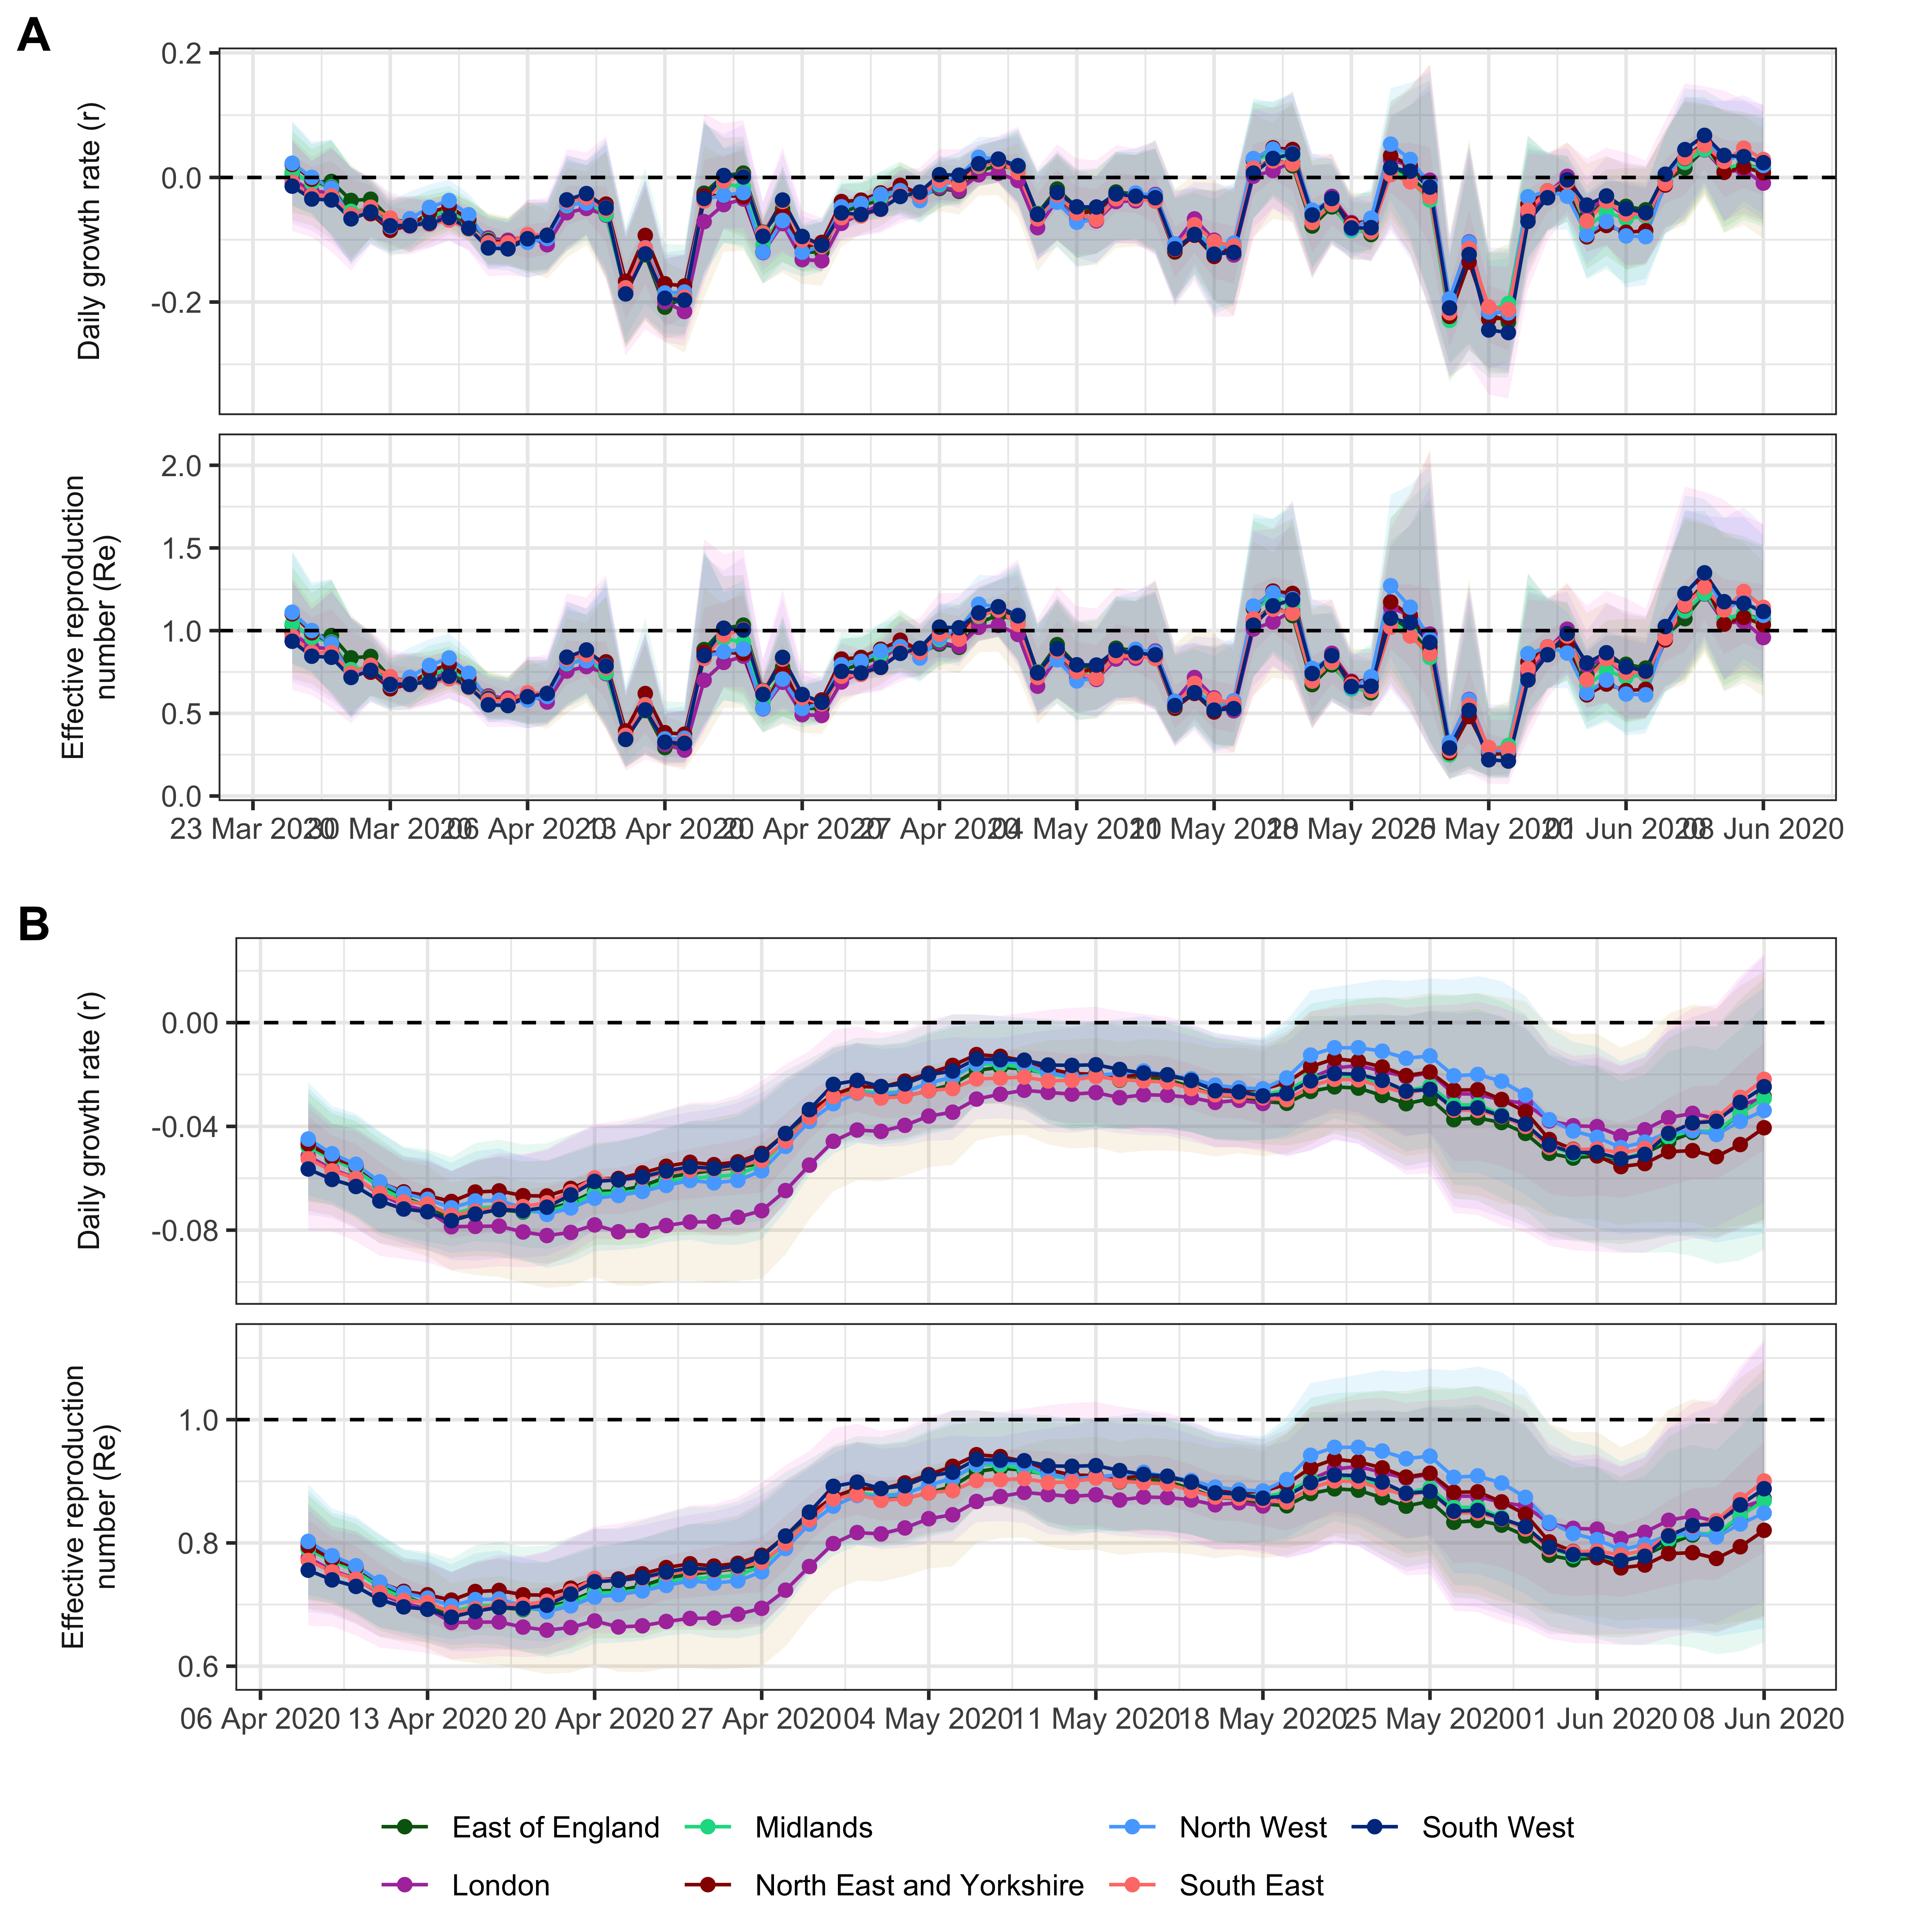 A
Daily growth rate (r)
0.2
0.0
-0.2
Effective reproduction
number (Re)
2.0
1.5
1.0
0.5
0.0
23 Mar 2020 30 Mar 2020 06 Apr 2020 13 Apr 2020 20 Apr 2020 27 Apr 2020 04 May 2020 11 May 2020 18 May 2020 25 May 2020 01 Jun 2020 08 Jun 2020
B
Daily growth rate (r)
0.00
-0.04
-0.08
Effective reproduction
number (Re)
1.0
0.8
0.6
06 Apr 2020 13 Apr 2020 20 Apr 2020 27 Apr 2020 04 May 2020 11 May 2020 18 May 2020 25 May 2020 01 Jun 2020 08 Jun 2020
East of England Midlands North West South West
London North East and Yorkshire South East